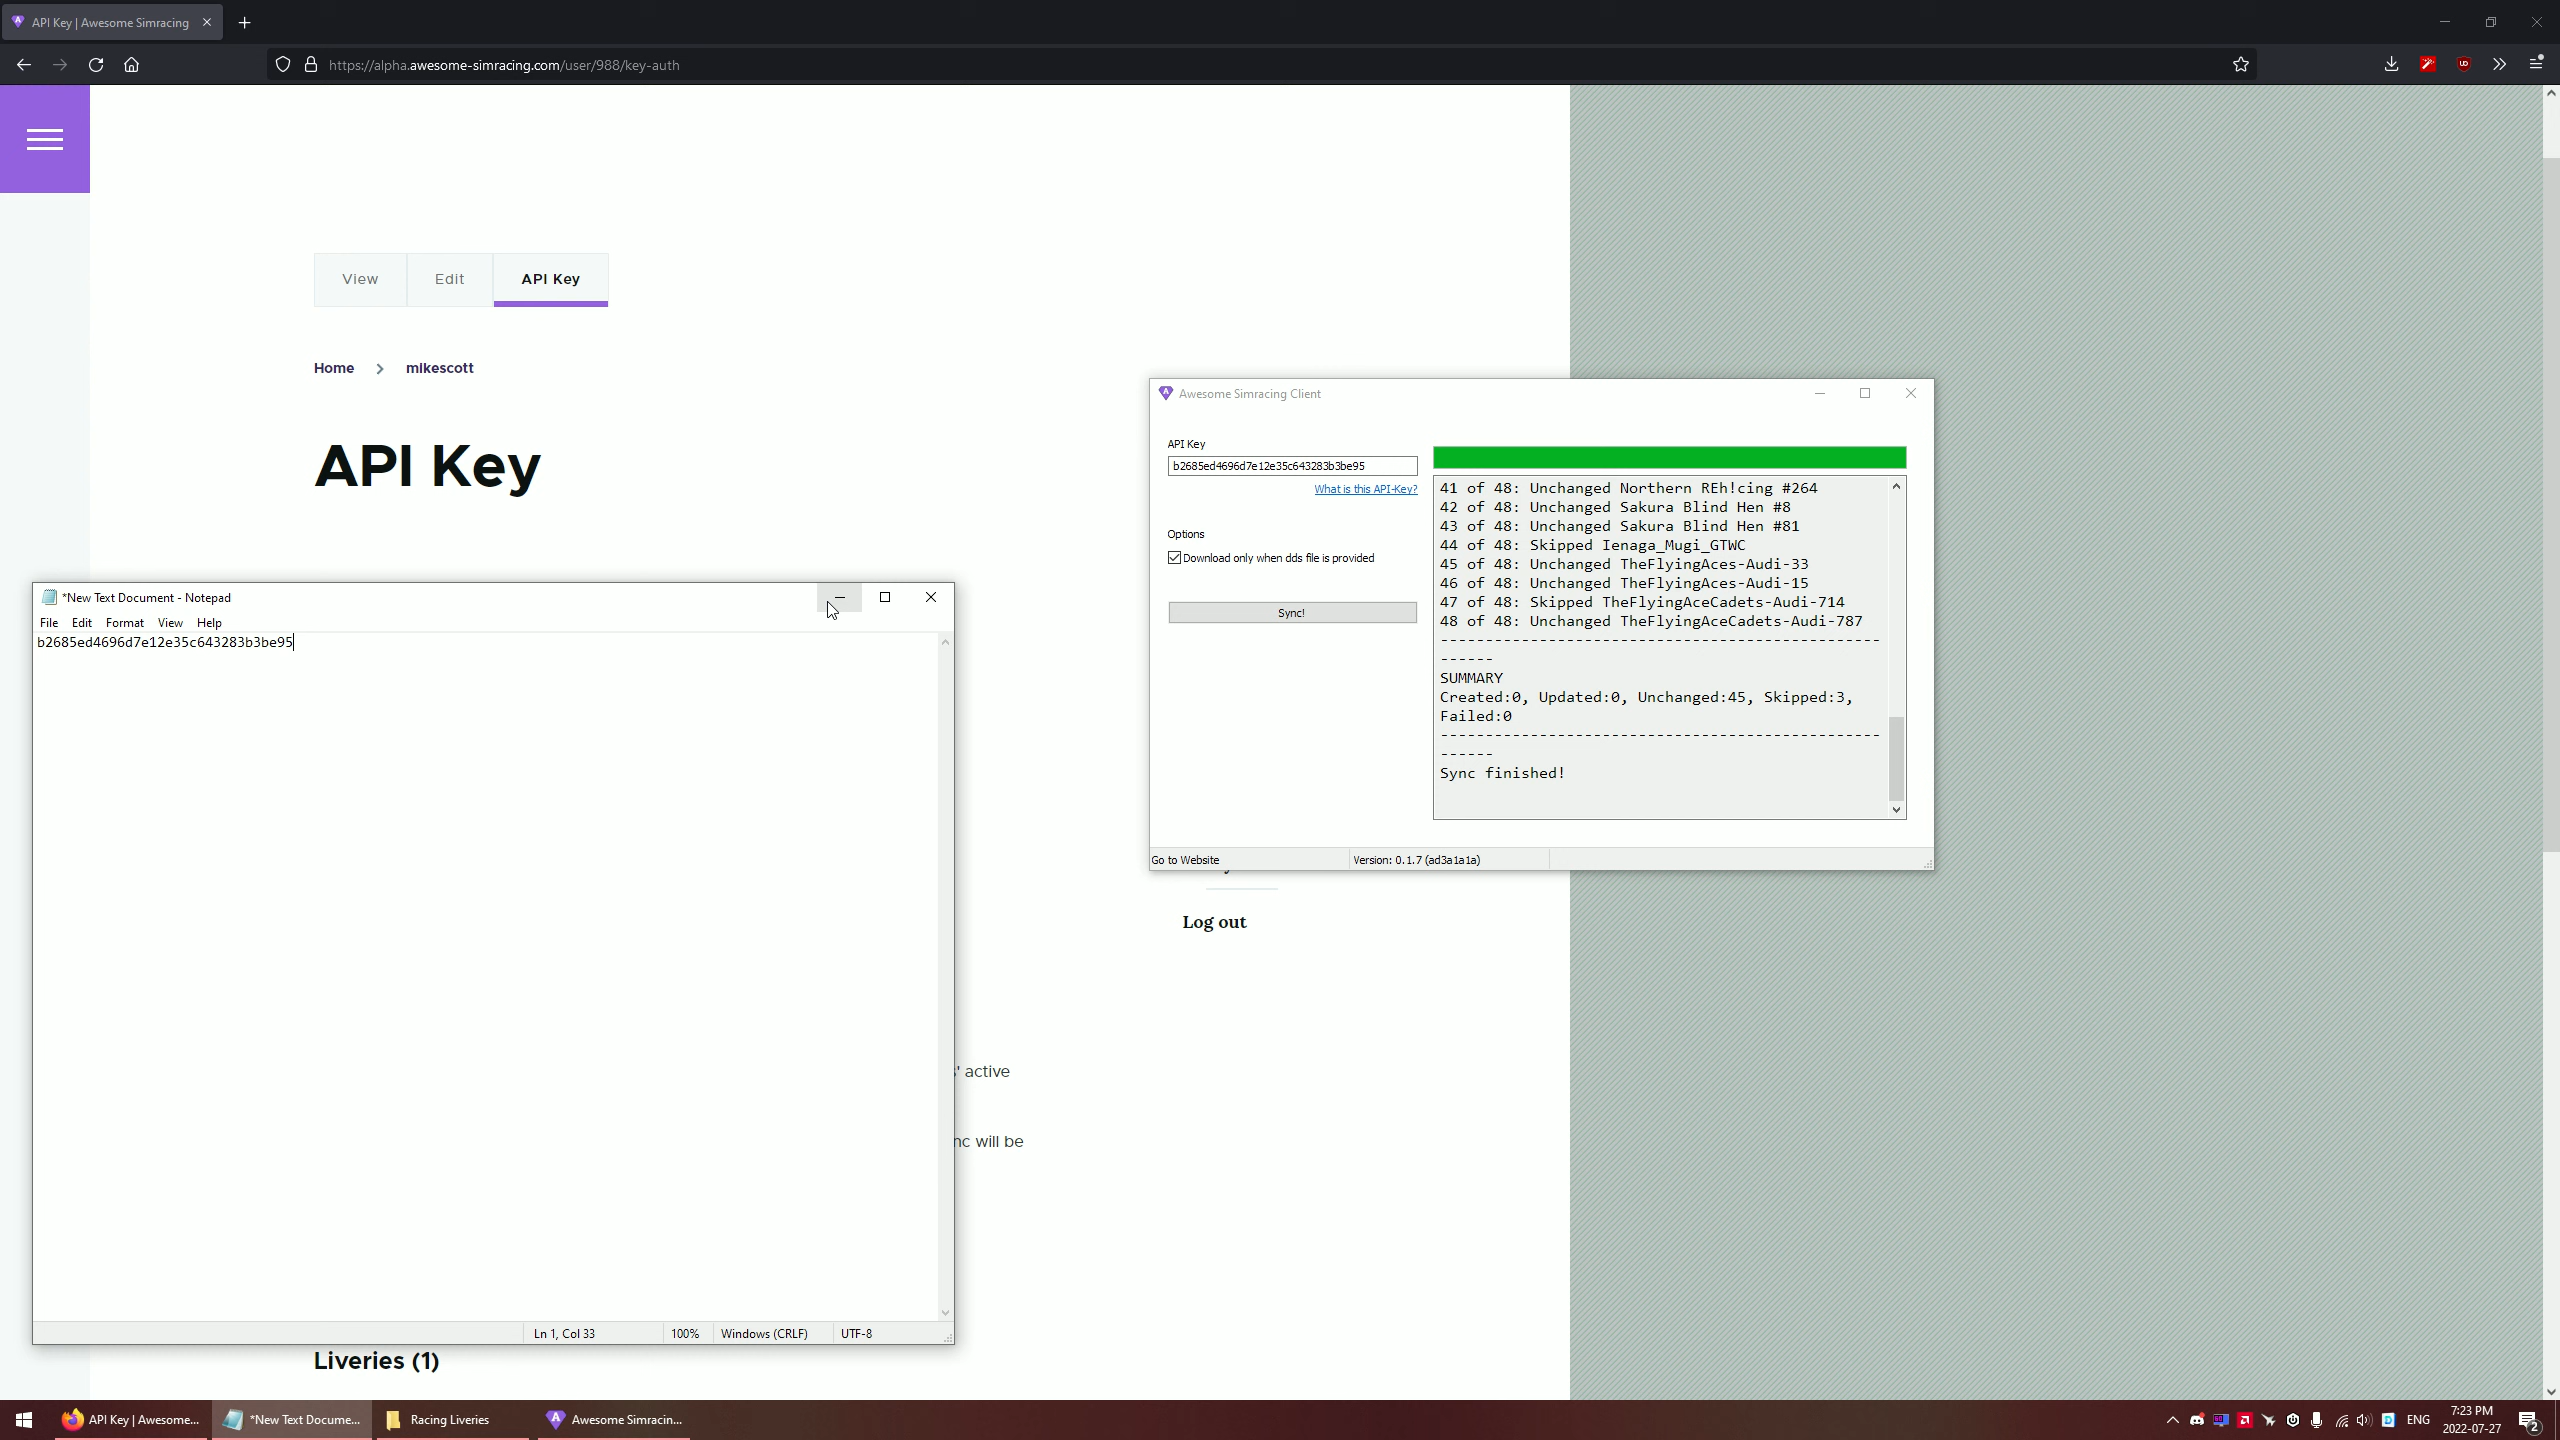 API Key | Awesome Simracing
https://alpha.awesome-simracing.com/user/988/key-auth
View
Edit
API Key
Home
mikescott
API Key
Awesome Simracing Client
API Key
b2685ed4696d7e12e35c643283b3be95
What is this API-Key?
Options
Download only when dds file is provided
Sync!
41 of 48: Unchanged Northern REh!cing #264
42 of 48: Unchanged Sakura Blind Hen #8
43 of 48: Unchanged Sakura Blind Hen #81
44 of 48: Skipped Ienaga_Mugi_GTWC
45 of 48: Unchanged TheFlyingAces-Audi-33
46 of 48: Unchanged TheFlyingAces-Audi-15
47 of 48: Skipped TheFlyingAceCadets-Audi-714
48 of 48: Unchanged TheFlyingAceCadets-Audi-787
-------------------------------------------------
------
SUMMARY
Created:0, Updated:0, Unchanged:45, Skipped:3,
Failed:0
-------------------------------------------------
------
Sync finished!
Go to Website
Version: 0.1.7 (ad3a1a1a)
*New Text Document - Notepad
File Edit Format View Help
b2685ed4696d7e12e35c643283b3be95
Ln 1, Col 33
100%
Windows (CRLF)
UTF-8
Log out
' active
nc will be
Liveries (1)
API Key | Awesome...
*New Text Docume...
Racing Liveries
Awesome Simracin...
ENG
7:23 PM
2022-07-27
2